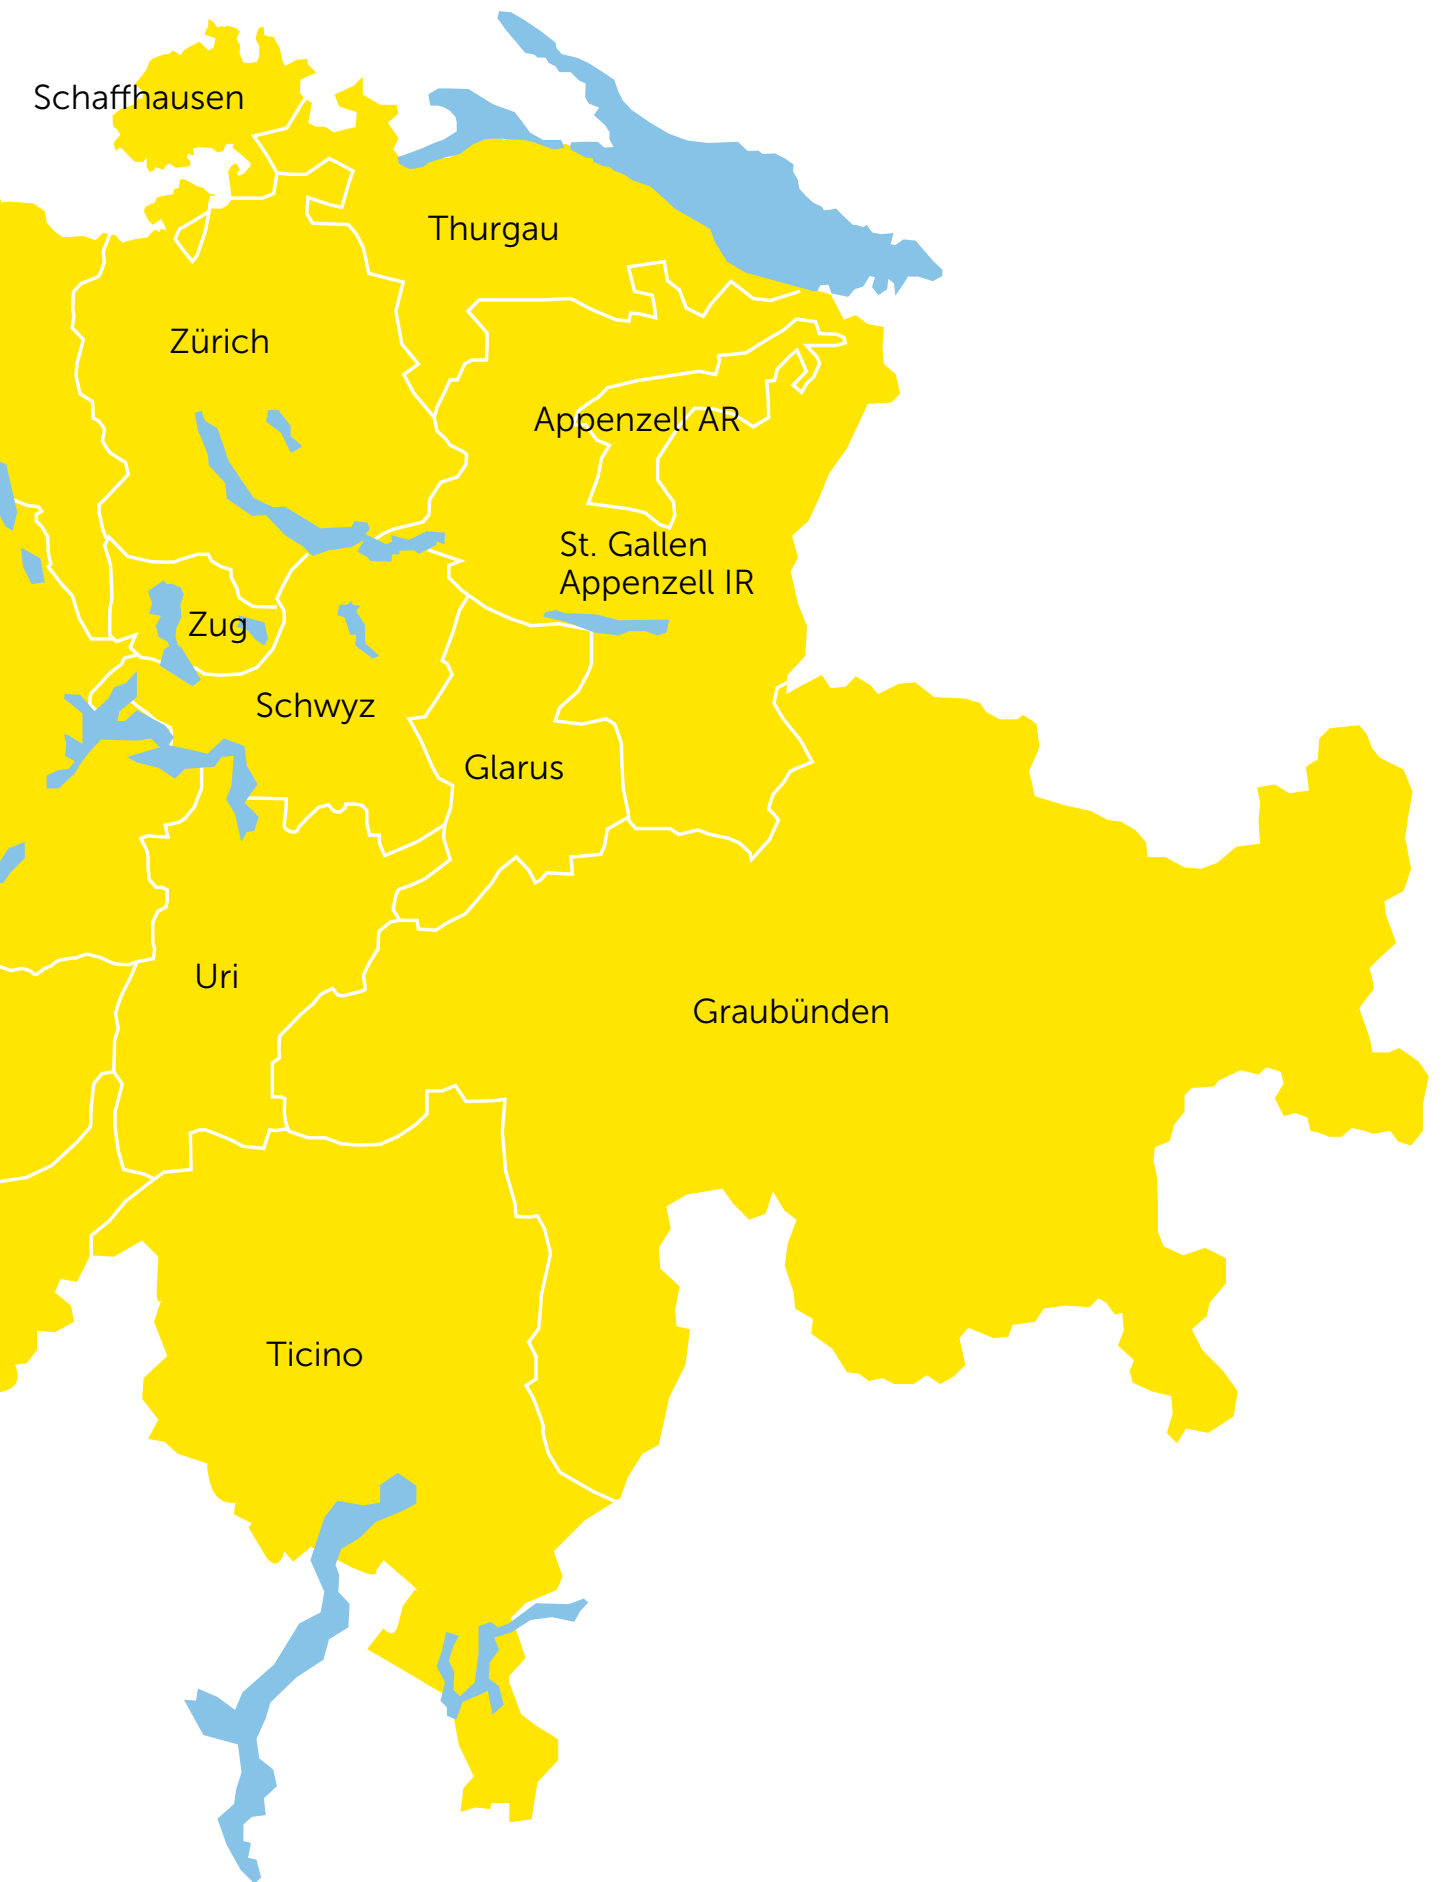 Schaffhausen
Thurgau
Zürich
Appenzell AR
St. Gallen
Appenzell IR
Zug
Schwyz
Glarus
Uri
Graubünden
Ticino